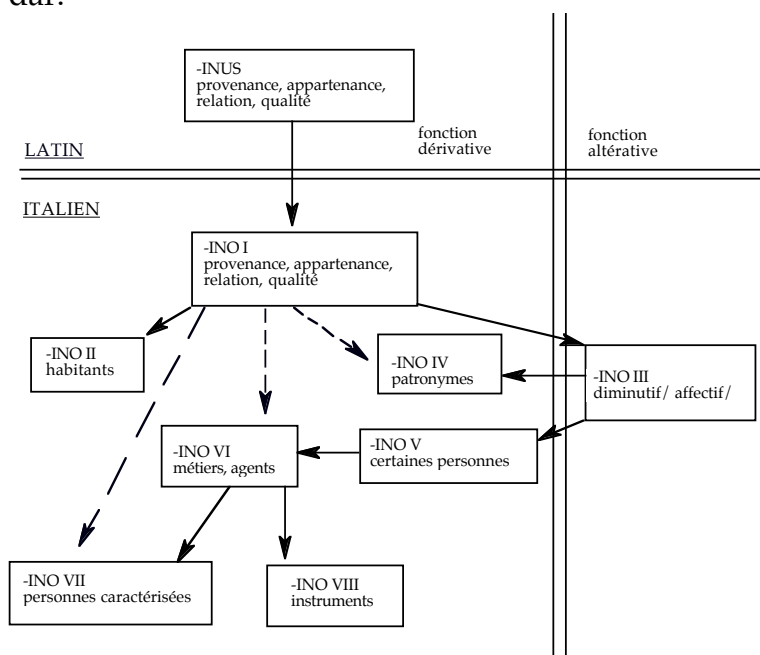 dur.
-INUS
provenance, appartenance,
relation, qualité
fonction
dérivative
fonction
altérative
LATIN
ITALIEN
-INO I
provenance, appartenance,
relation, qualité
-INO II
habitants
-INO IV
patronymes
-INO III
diminutif/ affectif/
-INO VI
métiers, agents
-INO V
certaines personnes
-INO VII
personnes caractérisées
-INO VIII
instruments